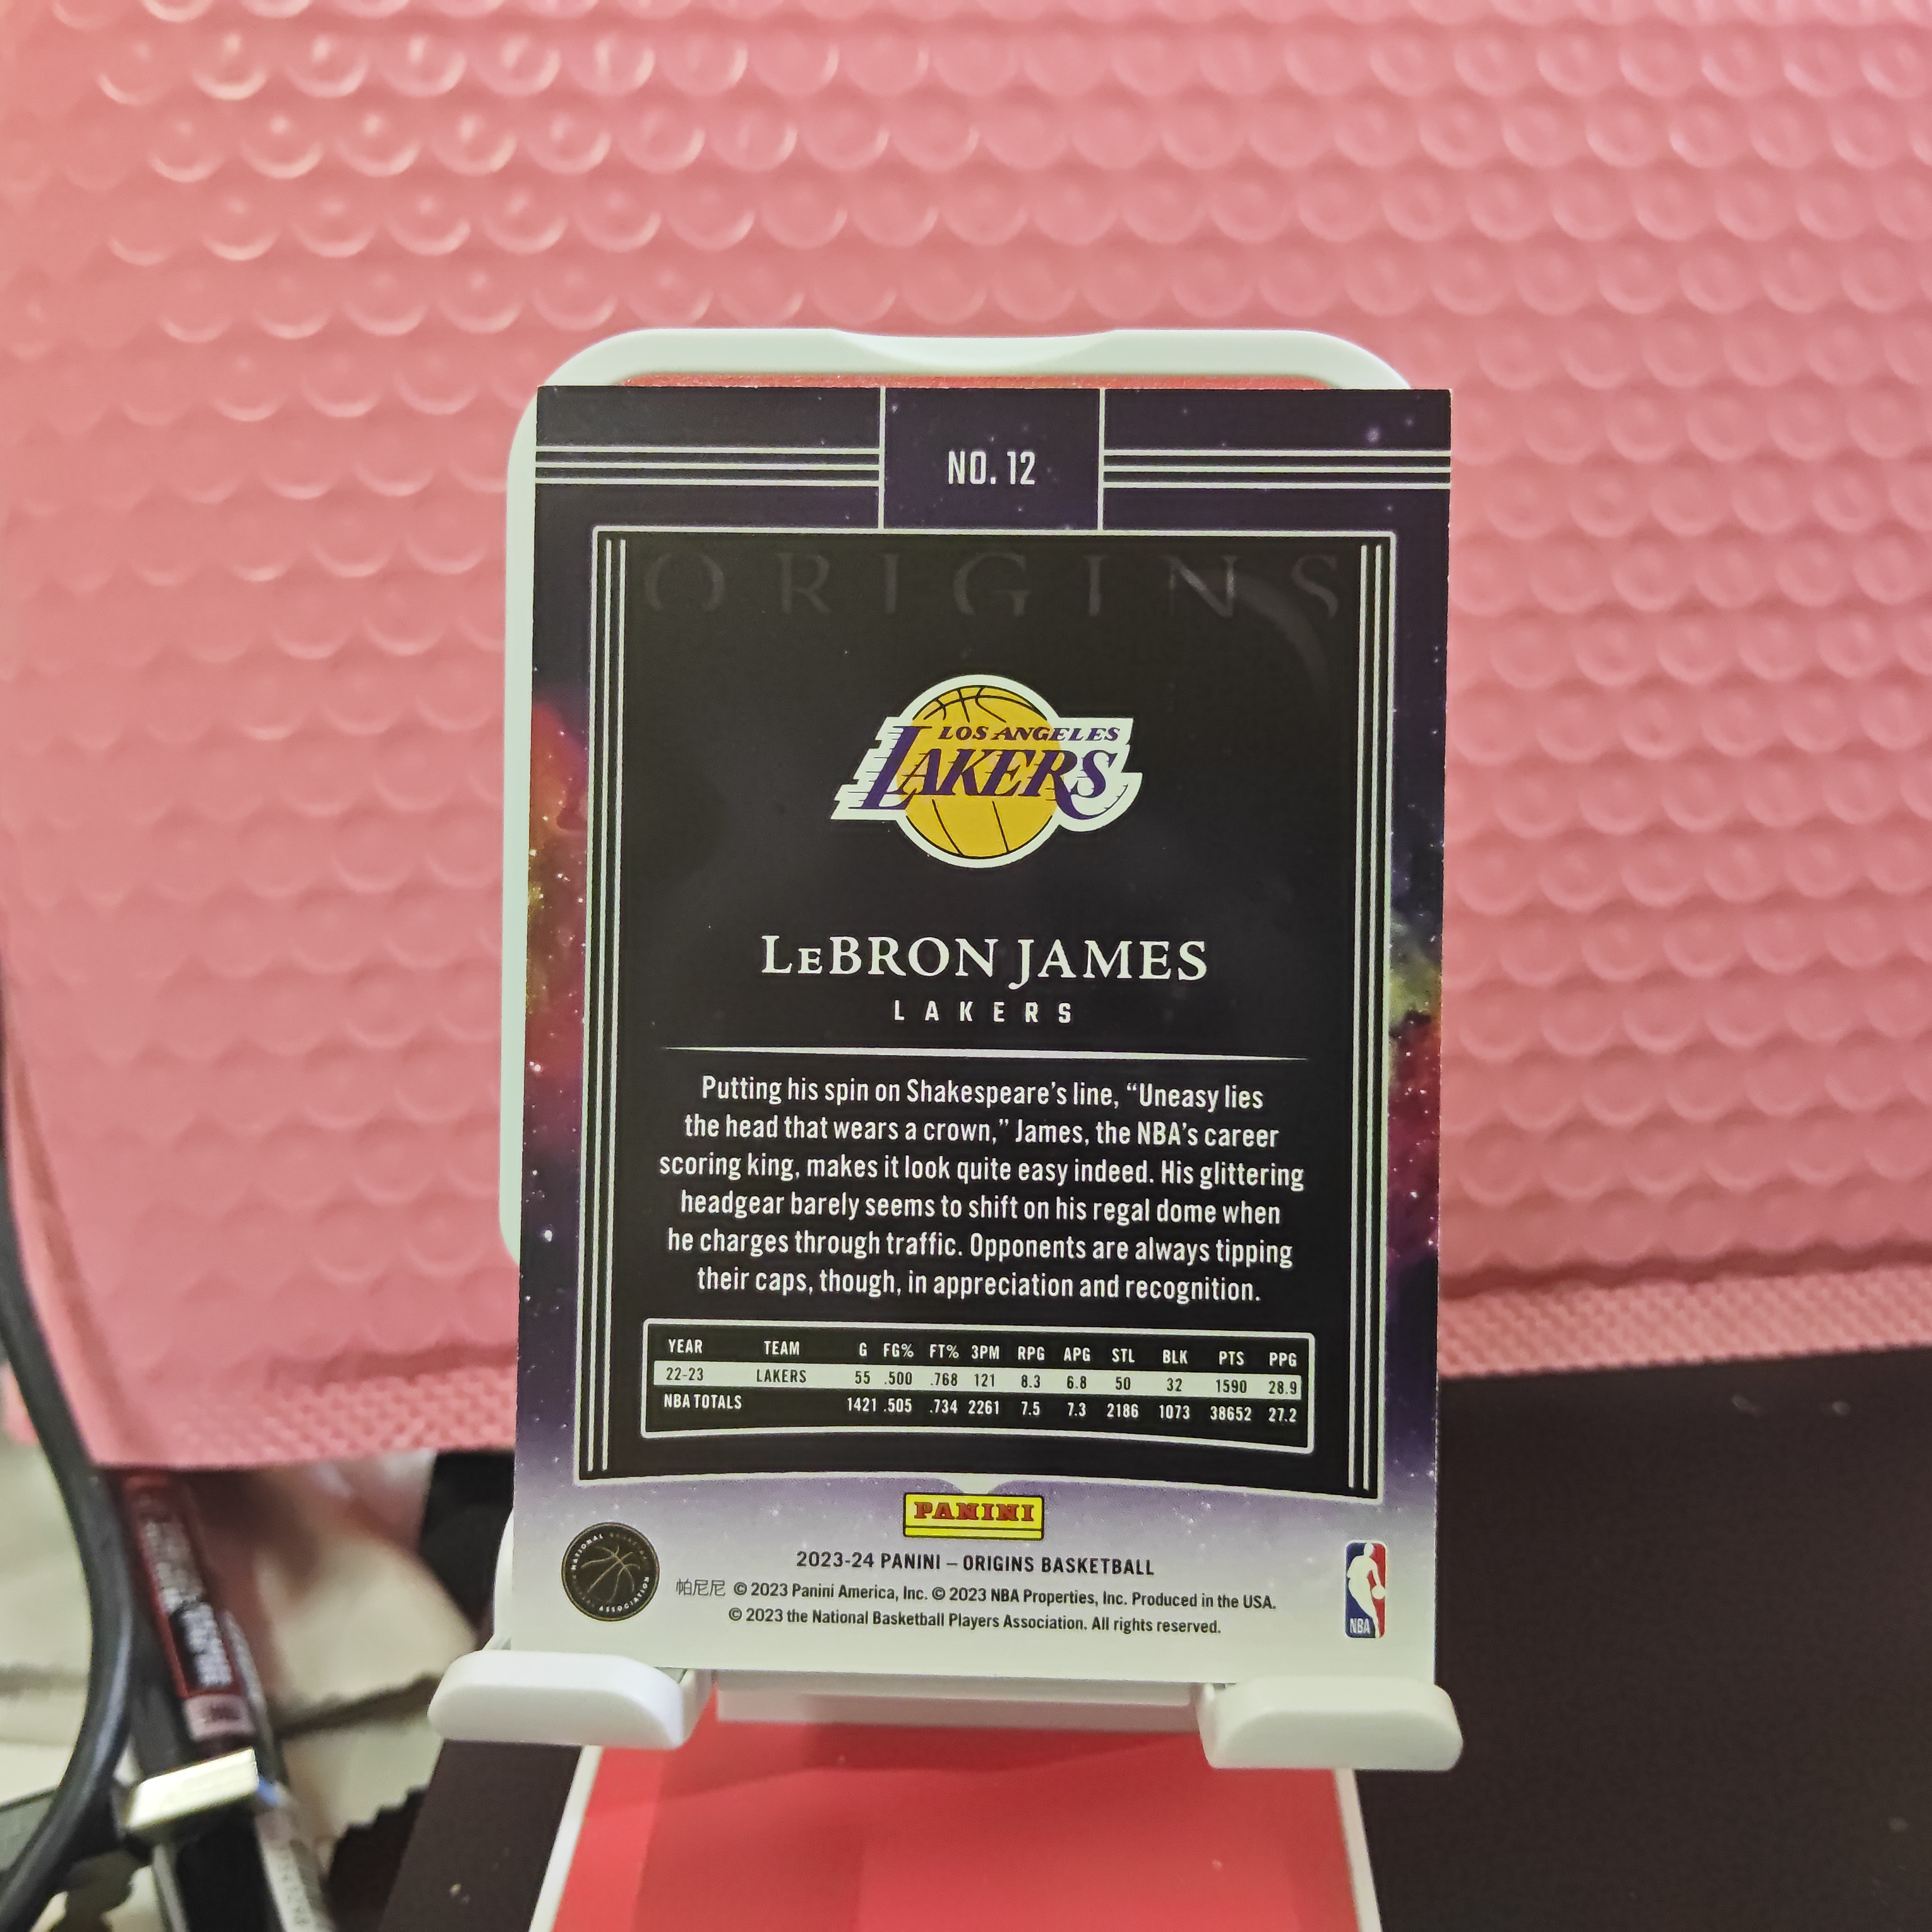 NO. 12
ORIGINS
LOS ANGELES
LAKERS
LeBRON JAMES
LAKERS
Putting his spin on Shakespeare's line, “Uneasy lies
the head that wears a crown,” James, the NBA's career
scoring king, makes it look quite easy indeed. His glittering
headgear barely seems to shift on his regal dome when
he charges through traffic. Opponents are always tipping
their caps, though, in appreciation and recognition.
YEAR TEAM G FG% FT% 3PM RPG APG STL BLK PTS PPG
22-23 LAKERS 55 .500 .768 121 8.3 6.8 50 32 1590 28.9
NBA TOTALS 1421 .505 .734 2261 7.5 7.3 2186 1073 38652 27.2
PANINI
2023-24 PANINI – ORIGINS BASKETBALL
帕尼尼 © 2023 Panini America, Inc. © 2023 NBA Properties, Inc. Produced in the USA.
© 2023 the National Basketball Players Association. All rights reserved.
NATIONAL BASKETBALL
ASSOCIATION
NBA